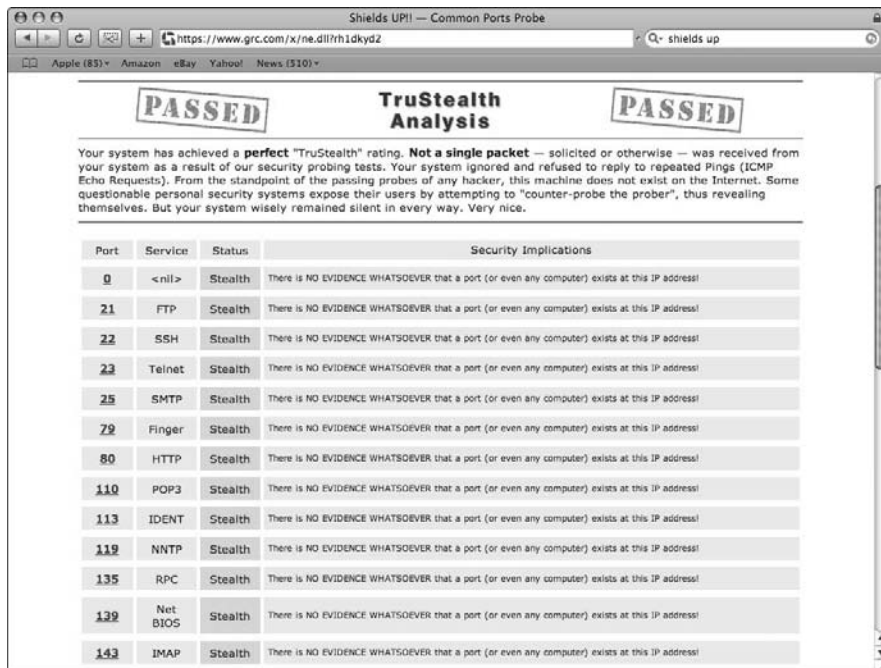 Shields UP!! — Common Ports Probe
https://www.grc.com/x/ne.dll?rh1dkyd2
shields up
Apple (85) Amazon eBay Yahoo! News (510)
PASSED
TruStealth
Analysis
PASSED
Your system has achieved a perfect "TruStealth" rating. Not a single packet — solicited or otherwise — was received from
your system as a result of our security probing tests. Your system ignored and refused to reply to repeated Pings (ICMP
Echo Requests). From the standpoint of the passing probes of any hacker, this machine does not exist on the Internet. Some
questionable personal security systems expose their users by attempting to "counter-probe the prober", thus revealing
themselves. But your system wisely remained silent in every way. Very nice.
Port Service Status Security Implications
0 <nil> Stealth There is NO EVIDENCE WHATSOEVER that a port (or even any computer) exists at this IP address!
21 FTP Stealth There is NO EVIDENCE WHATSOEVER that a port (or even any computer) exists at this IP address!
22 SSH Stealth There is NO EVIDENCE WHATSOEVER that a port (or even any computer) exists at this IP address!
23 Telnet Stealth There is NO EVIDENCE WHATSOEVER that a port (or even any computer) exists at this IP address!
25 SMTP Stealth There is NO EVIDENCE WHATSOEVER that a port (or even any computer) exists at this IP address!
79 Finger Stealth There is NO EVIDENCE WHATSOEVER that a port (or even any computer) exists at this IP address!
80 HTTP Stealth There is NO EVIDENCE WHATSOEVER that a port (or even any computer) exists at this IP address!
110 POP3 Stealth There is NO EVIDENCE WHATSOEVER that a port (or even any computer) exists at this IP address!
113 IDENT Stealth There is NO EVIDENCE WHATSOEVER that a port (or even any computer) exists at this IP address!
119 NNTP Stealth There is NO EVIDENCE WHATSOEVER that a port (or even any computer) exists at this IP address!
135 RPC Stealth There is NO EVIDENCE WHATSOEVER that a port (or even any computer) exists at this IP address!
139 Net
BIOS Stealth There is NO EVIDENCE WHATSOEVER that a port (or even any computer) exists at this IP address!
143 IMAP Stealth There is NO EVIDENCE WHATSOEVER that a port (or even any computer) exists at this IP address!